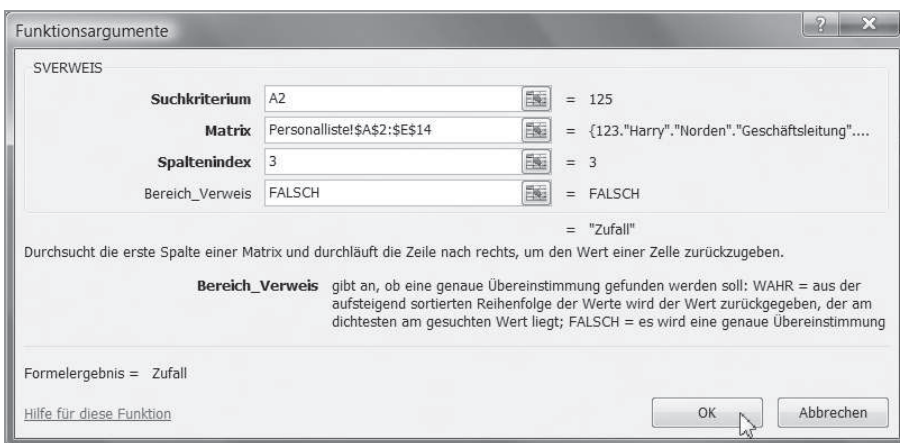 Funktionsargumente
SVERWEIS
Suchkriterium A2 = 125
Matrix Personalliste!$A$2:$E$14 = {123."Harry"."Norden"."Geschäftsleitung"....
Spaltenindex 3 = 3
Bereich_Verweis FALSCH = FALSCH
= "Zufall"
Durchsucht die erste Spalte einer Matrix und durchläuft die Zeile nach rechts, um den Wert einer Zelle zurückzugeben.
Bereich_Verweis gibt an, ob eine genaue Übereinstimmung gefunden werden soll: WAHR = aus der
aufsteigend sortierten Reihenfolge der Werte wird der Wert zurückgegeben, der am
dichtesten am gesuchten Wert liegt; FALSCH = es wird eine genaue Übereinstimmung
Formelergebnis = Zufall
Hilfe für diese Funktion OK Abbrechen